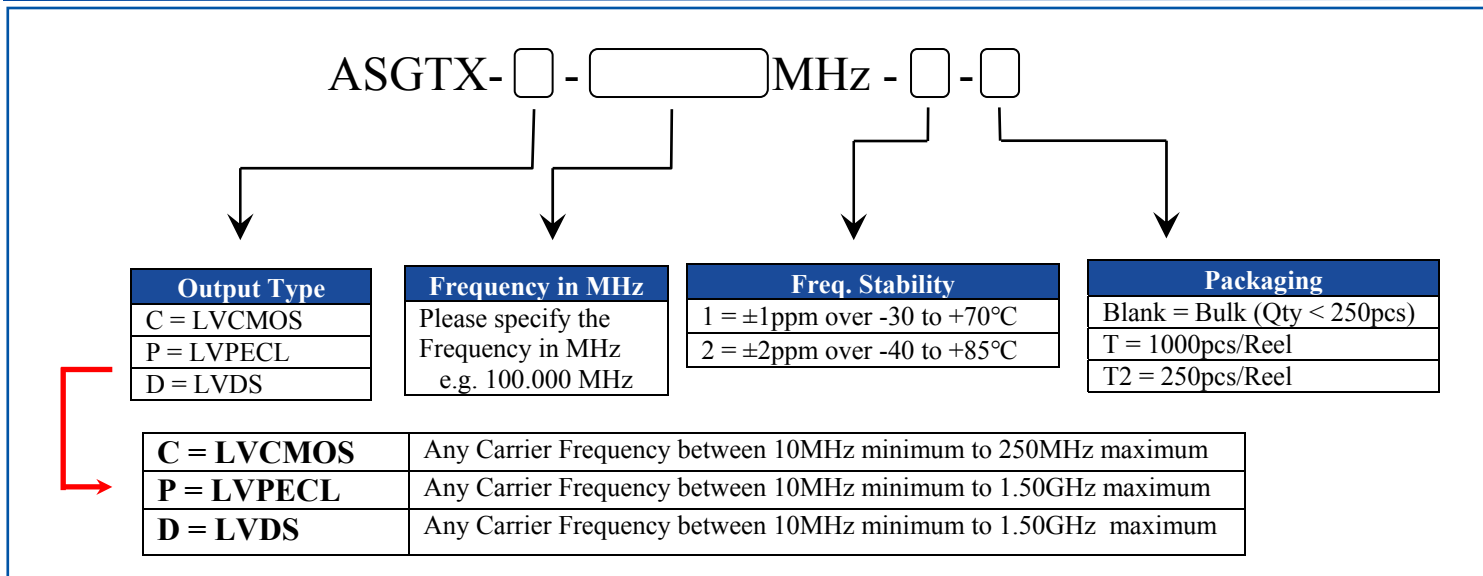 ASGTX- - MHz - -
Output Type
C = LVCMOS
P = LVPECL
D = LVDS
Frequency in MHz
Please specify the
Frequency in MHz
e.g. 100.000 MHz
Freq. Stability
1 = ±1ppm over -30 to +70℃
2 = ±2ppm over -40 to +85℃
Packaging
Blank = Bulk (Qty < 250pcs)
T = 1000pcs/Reel
T2 = 250pcs/Reel
C = LVCMOS Any Carrier Frequency between 10MHz minimum to 250MHz maximum
P = LVPECL Any Carrier Frequency between 10MHz minimum to 1.50GHz maximum
D = LVDS Any Carrier Frequency between 10MHz minimum to 1.50GHz maximum